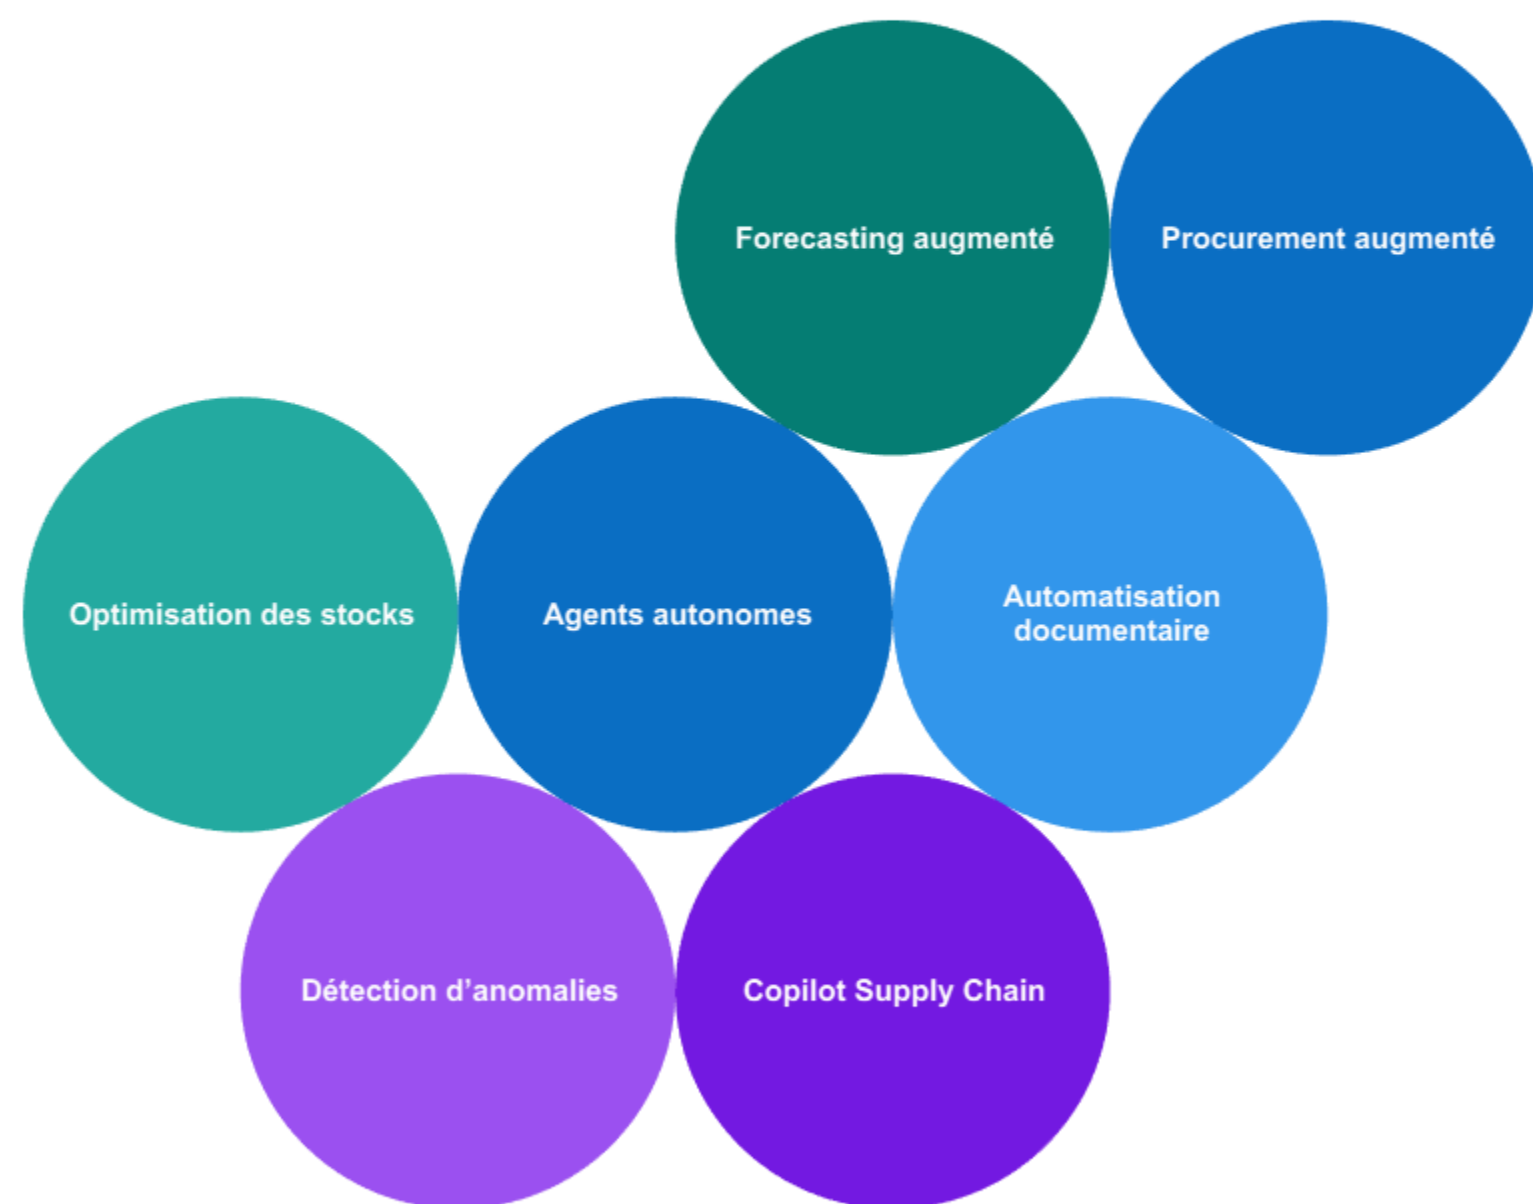 Forecasting augmenté
Procurement augmenté
Optimisation des stocks
Agents autonomes
Automatisation
documentaire
Détection d’anomalies
Copilot Supply Chain